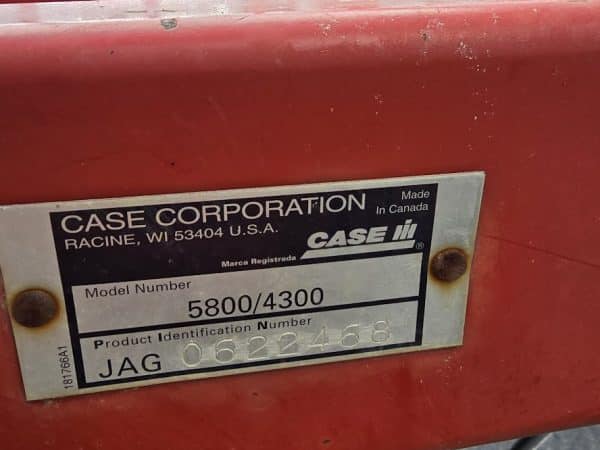 CASE CORPORATION
RACINE, WI 53404 U.S.A.
Made
In Canada
CASE IH®
Marca Registrada
Model Number
5800/4300
Product Identification Number
JAG 0622468
181766A1